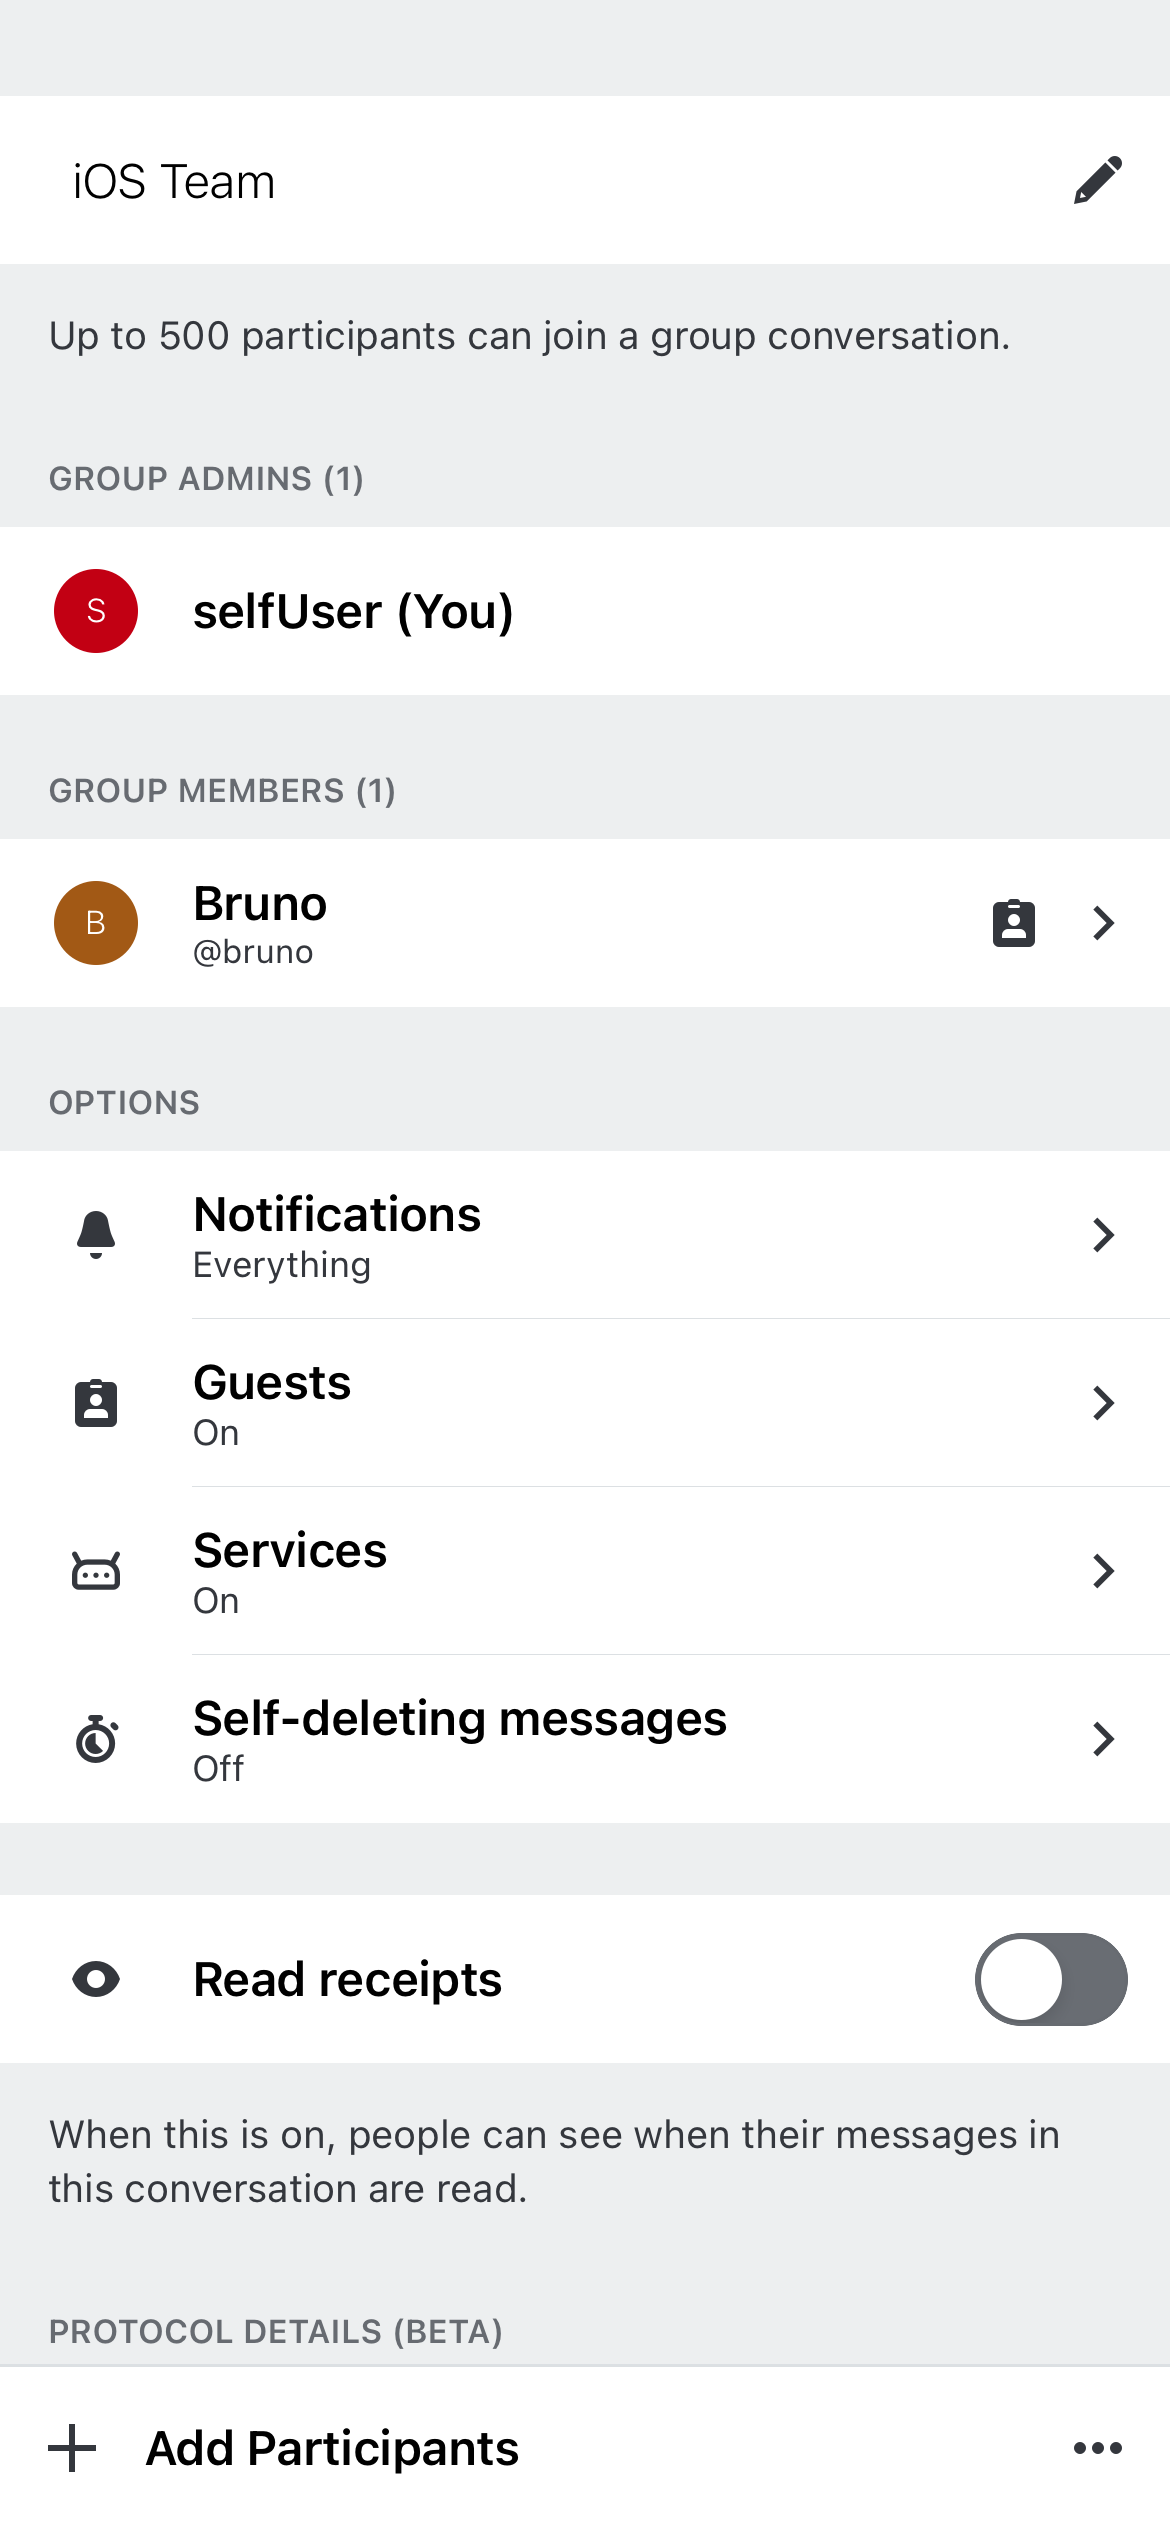 iOS Team
Up to 500 participants can join a group conversation.
GROUP ADMINS (1)
S
selfUser (You)
GROUP MEMBERS (1)
B
Bruno
@bruno
OPTIONS
Notifications
Everything
Guests
On
Services
On
Self-deleting messages
Off
Read receipts
When this is on, people can see when their messages in
this conversation are read.
PROTOCOL DETAILS (BETA)
Add Participants